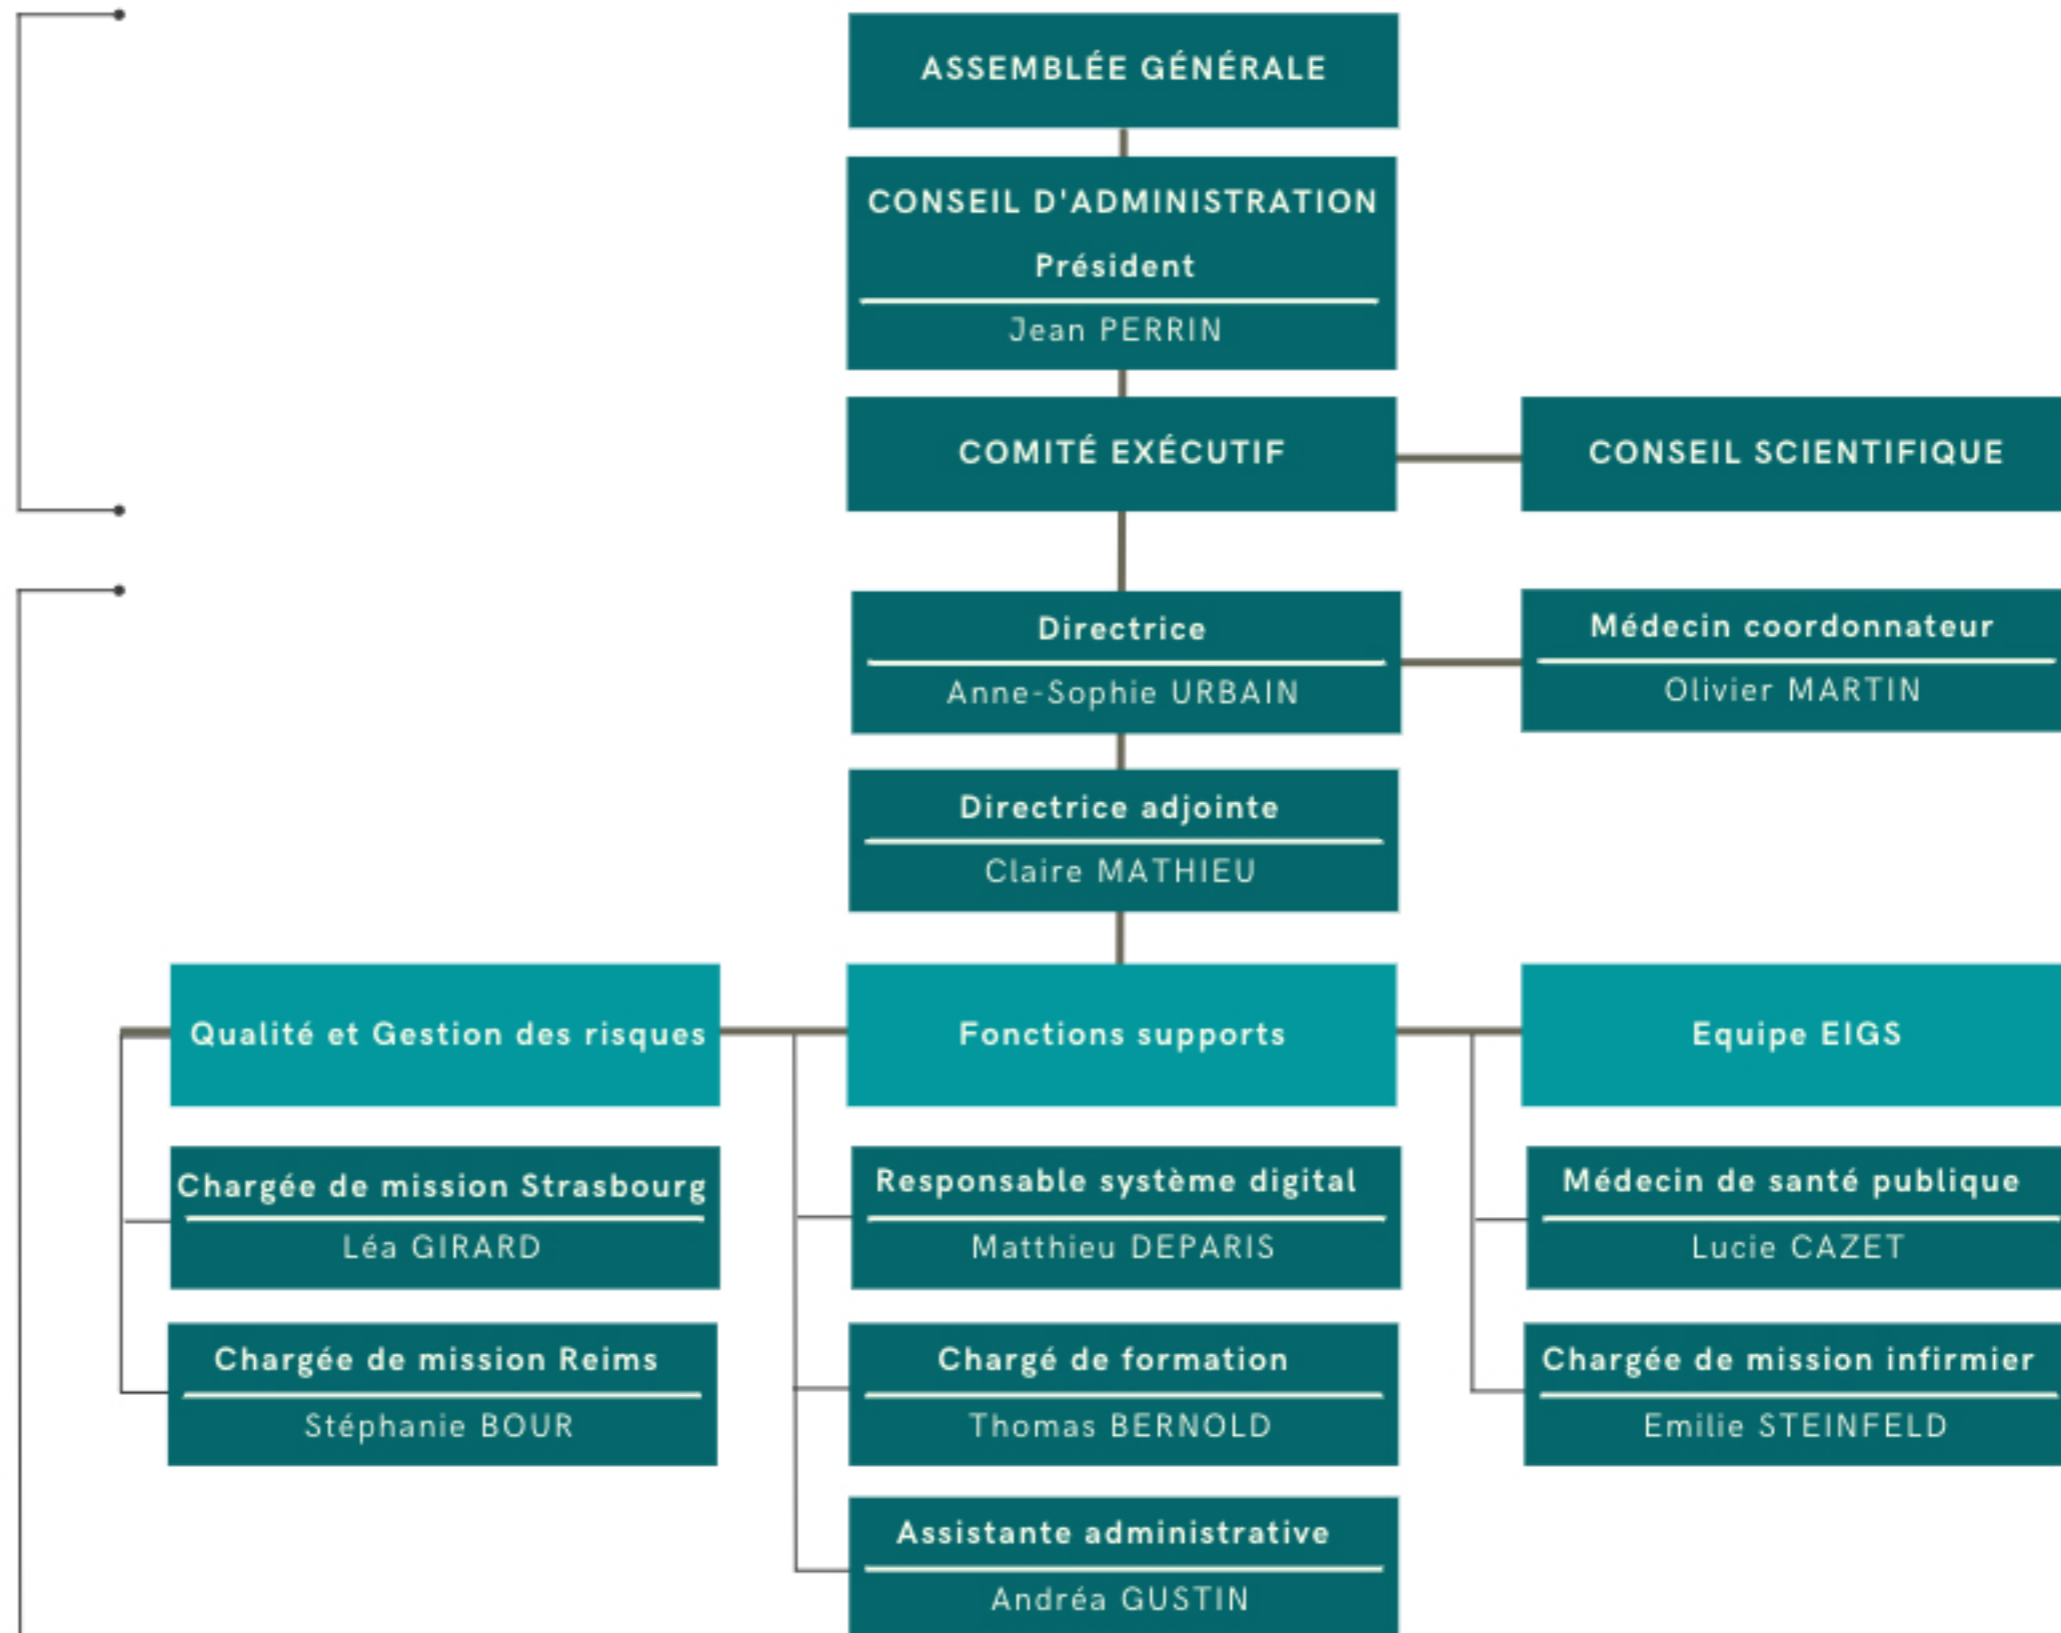 ASSEMBLÉE GÉNÉRALE
CONSEIL D'ADMINISTRATION
Président
Jean PERRIN
COMITÉ EXÉCUTIF
CONSEIL SCIENTIFIQUE
Directrice
Anne-Sophie URBAIN
Médecin coordonnateur
Olivier MARTIN
Directrice adjointe
Claire MATHIEU
Qualité et Gestion des risques
Chargée de mission Strasbourg
Léa GIRARD
Chargée de mission Reims
Stéphanie BOUR
Fonctions supports
Responsable système digital
Matthieu DEPARIS
Chargé de formation
Thomas BERNOLD
Assistante administrative
Andréa GUSTIN
Equipe EIGS
Médecin de santé publique
Lucie CAZET
Chargée de mission infirmier
Emilie STEINFELD